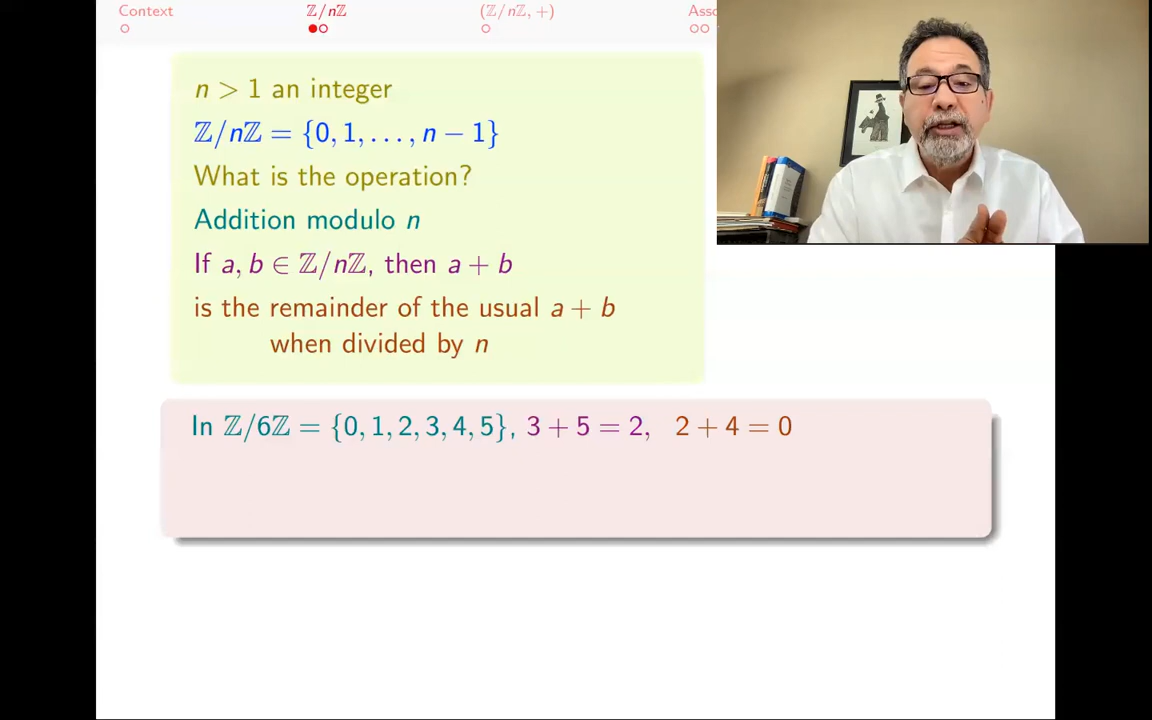 Context
ℤ/nℤ
(ℤ/nℤ, +)
n > 1 an integer
ℤ/nℤ = {0, 1, . . . , n − 1}
What is the operation?
Addition modulo n
If a, b ∈ ℤ/nℤ, then a + b
is the remainder of the usual a + b
when divided by n
In ℤ/6ℤ = {0, 1, 2, 3, 4, 5}, 3 + 5 = 2, 2 + 4 = 0